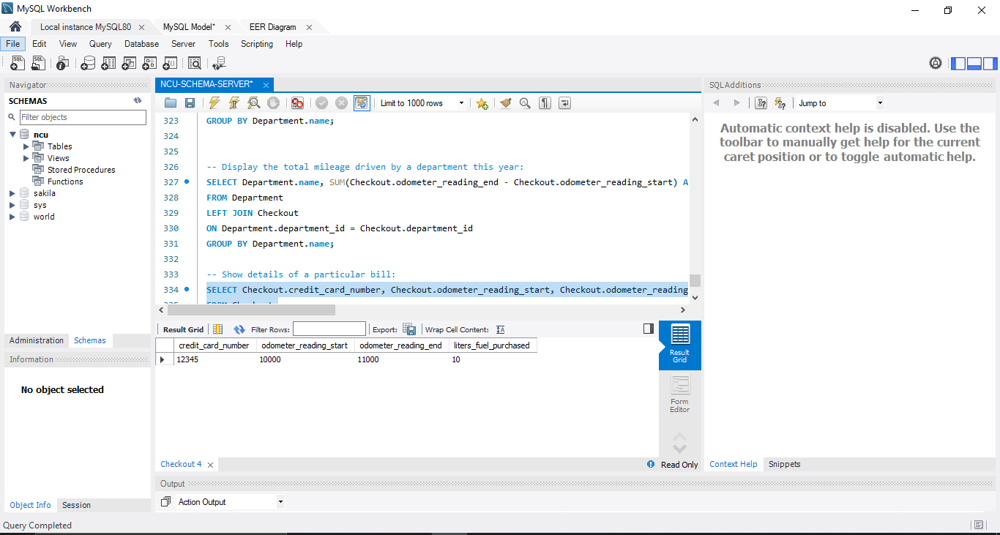 MySQL Workbench
Local instance MySQL80
MySQL Model*
EER Diagram
File Edit View Query Database Server Tools Scripting Help
Navigator
SCHEMAS
Filter objects
ncu
Tables
Views
Stored Procedures
Functions
sakila
sys
world
Administration Schemas
Information
No object selected
Object Info Session
Query Completed
NCU-SCHEMA-SERVER*
Limit to 1000 rows
323 GROUP BY Department.name;
324
325
326 -- Display the total mileage driven by a department this year:
327 SELECT Department.name, SUM(Checkout.odometer_reading_end - Checkout.odometer_reading_start) A
328 FROM Department
329 LEFT JOIN Checkout
330 ON Department.department_id = Checkout.department_id
331 GROUP BY Department.name;
332
333 -- Show details of a particular bill:
334 SELECT Checkout.credit_card_number, Checkout.odometer_reading_start, Checkout.odometer_reading
Result Grid Filter Rows: Export: Wrap Cell Content:
credit_card_number odometer_reading_start odometer_reading_end liters_fuel_purchased
12345 10000 11000 10
Result
Grid
Form
Editor
Checkout 4
Read Only
Output
Action Output
SQLAdditions
Jump to
Automatic context help is disabled. Use the
toolbar to manually get help for the current
caret position or to toggle automatic help.
Context Help Snippets